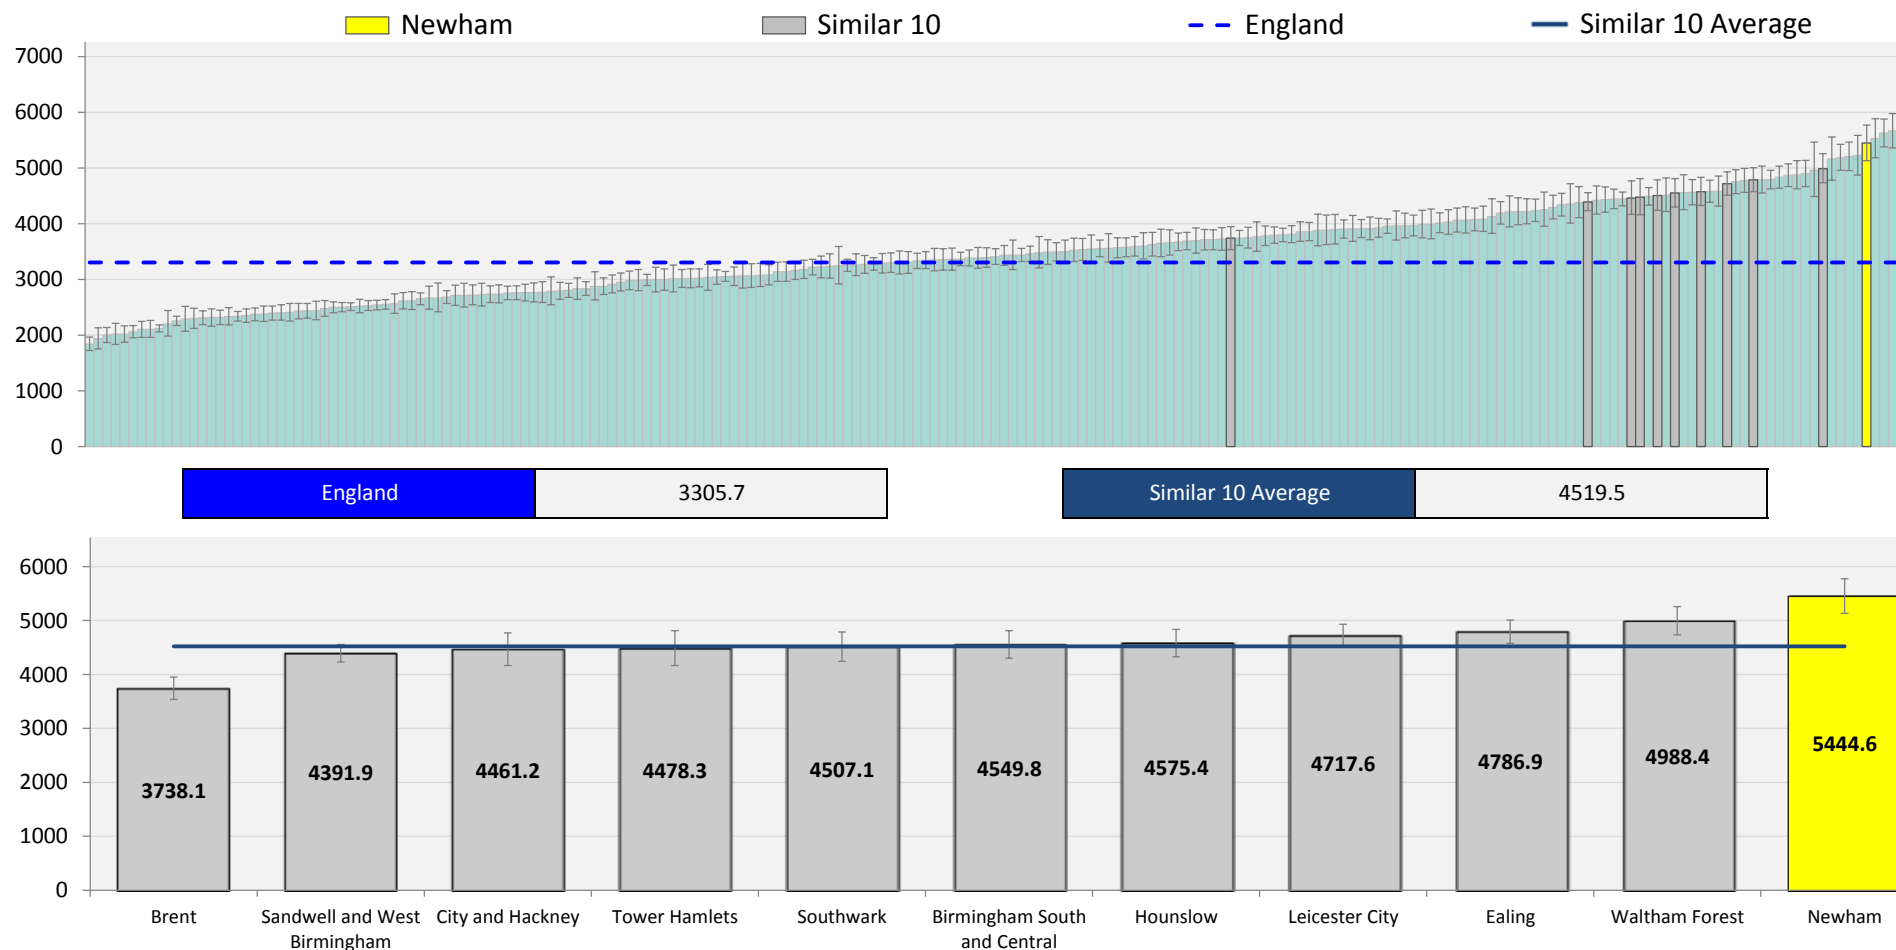 Newham
Similar 10
England
Similar 10 Average
7000
6000
5000
4000
3000
2000
1000
0
England 3305.7
Similar 10 Average 4519.5
6000
5000
4000
3000
2000
1000
0
3738.1
4391.9
4461.2
4478.3
4507.1
4549.8
4575.4
4717.6
4786.9
4988.4
5444.6
Brent
Sandwell and West
Birmingham
City and Hackney
Tower Hamlets
Southwark
Birmingham South
and Central
Hounslow
Leicester City
Ealing
Waltham Forest
Newham